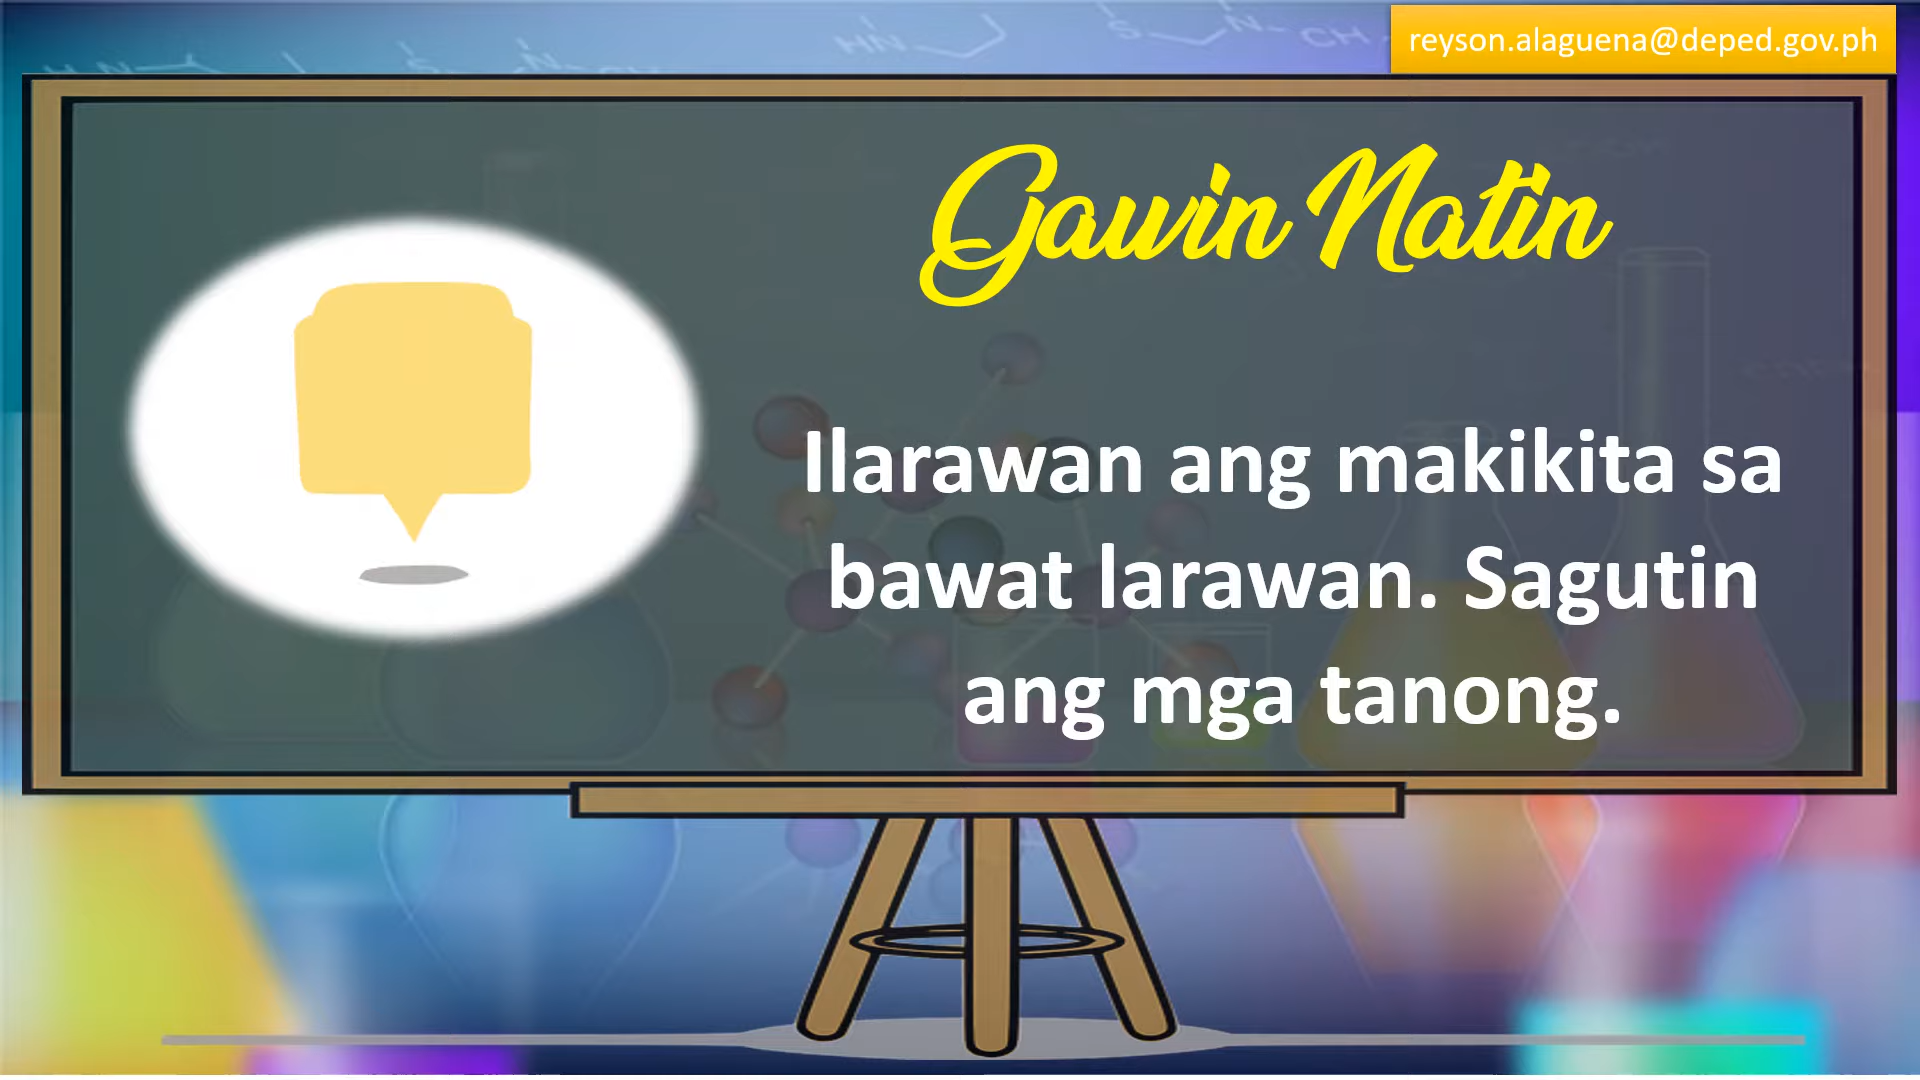 reyson.alaguena@deped.gov.ph
Gawin Natin
Ilarawan ang makikita sa
bawat larawan. Sagutin
ang mga tanong.